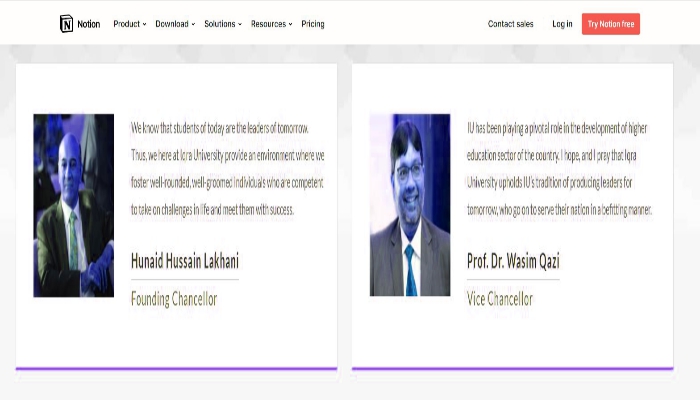 Notion Product Download Solutions Resources Pricing Contact sales Log in Try Notion free
We know that students of today are the leaders of tomorrow.
Thus, we here at Iqra University provide an environment where we
foster well-rounded, well-groomed individuals who are competent
to take on challenges in life and meet them with success.
Hunaid Hussain Lakhani
Founding Chancellor
IU has been playing a pivotal role in the development of higher
education sector of the country. I hope, and I pray that Iqra
University upholds IU's tradition of producing leaders for
tomorrow, who go on to serve their nation in a befitting manner.
Prof. Dr. Wasim Qazi
Vice Chancellor